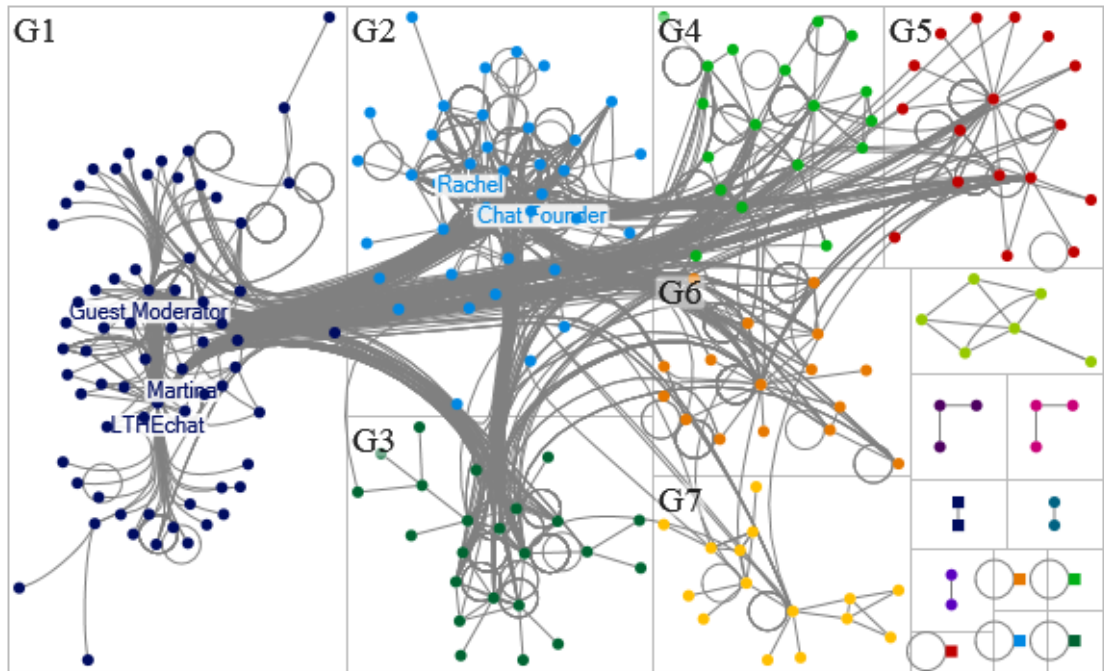 G1
G2
G4
G5
Rachel
Chat Founder
G6
Guest Moderator
Martina
LTHEchat
G3
G7